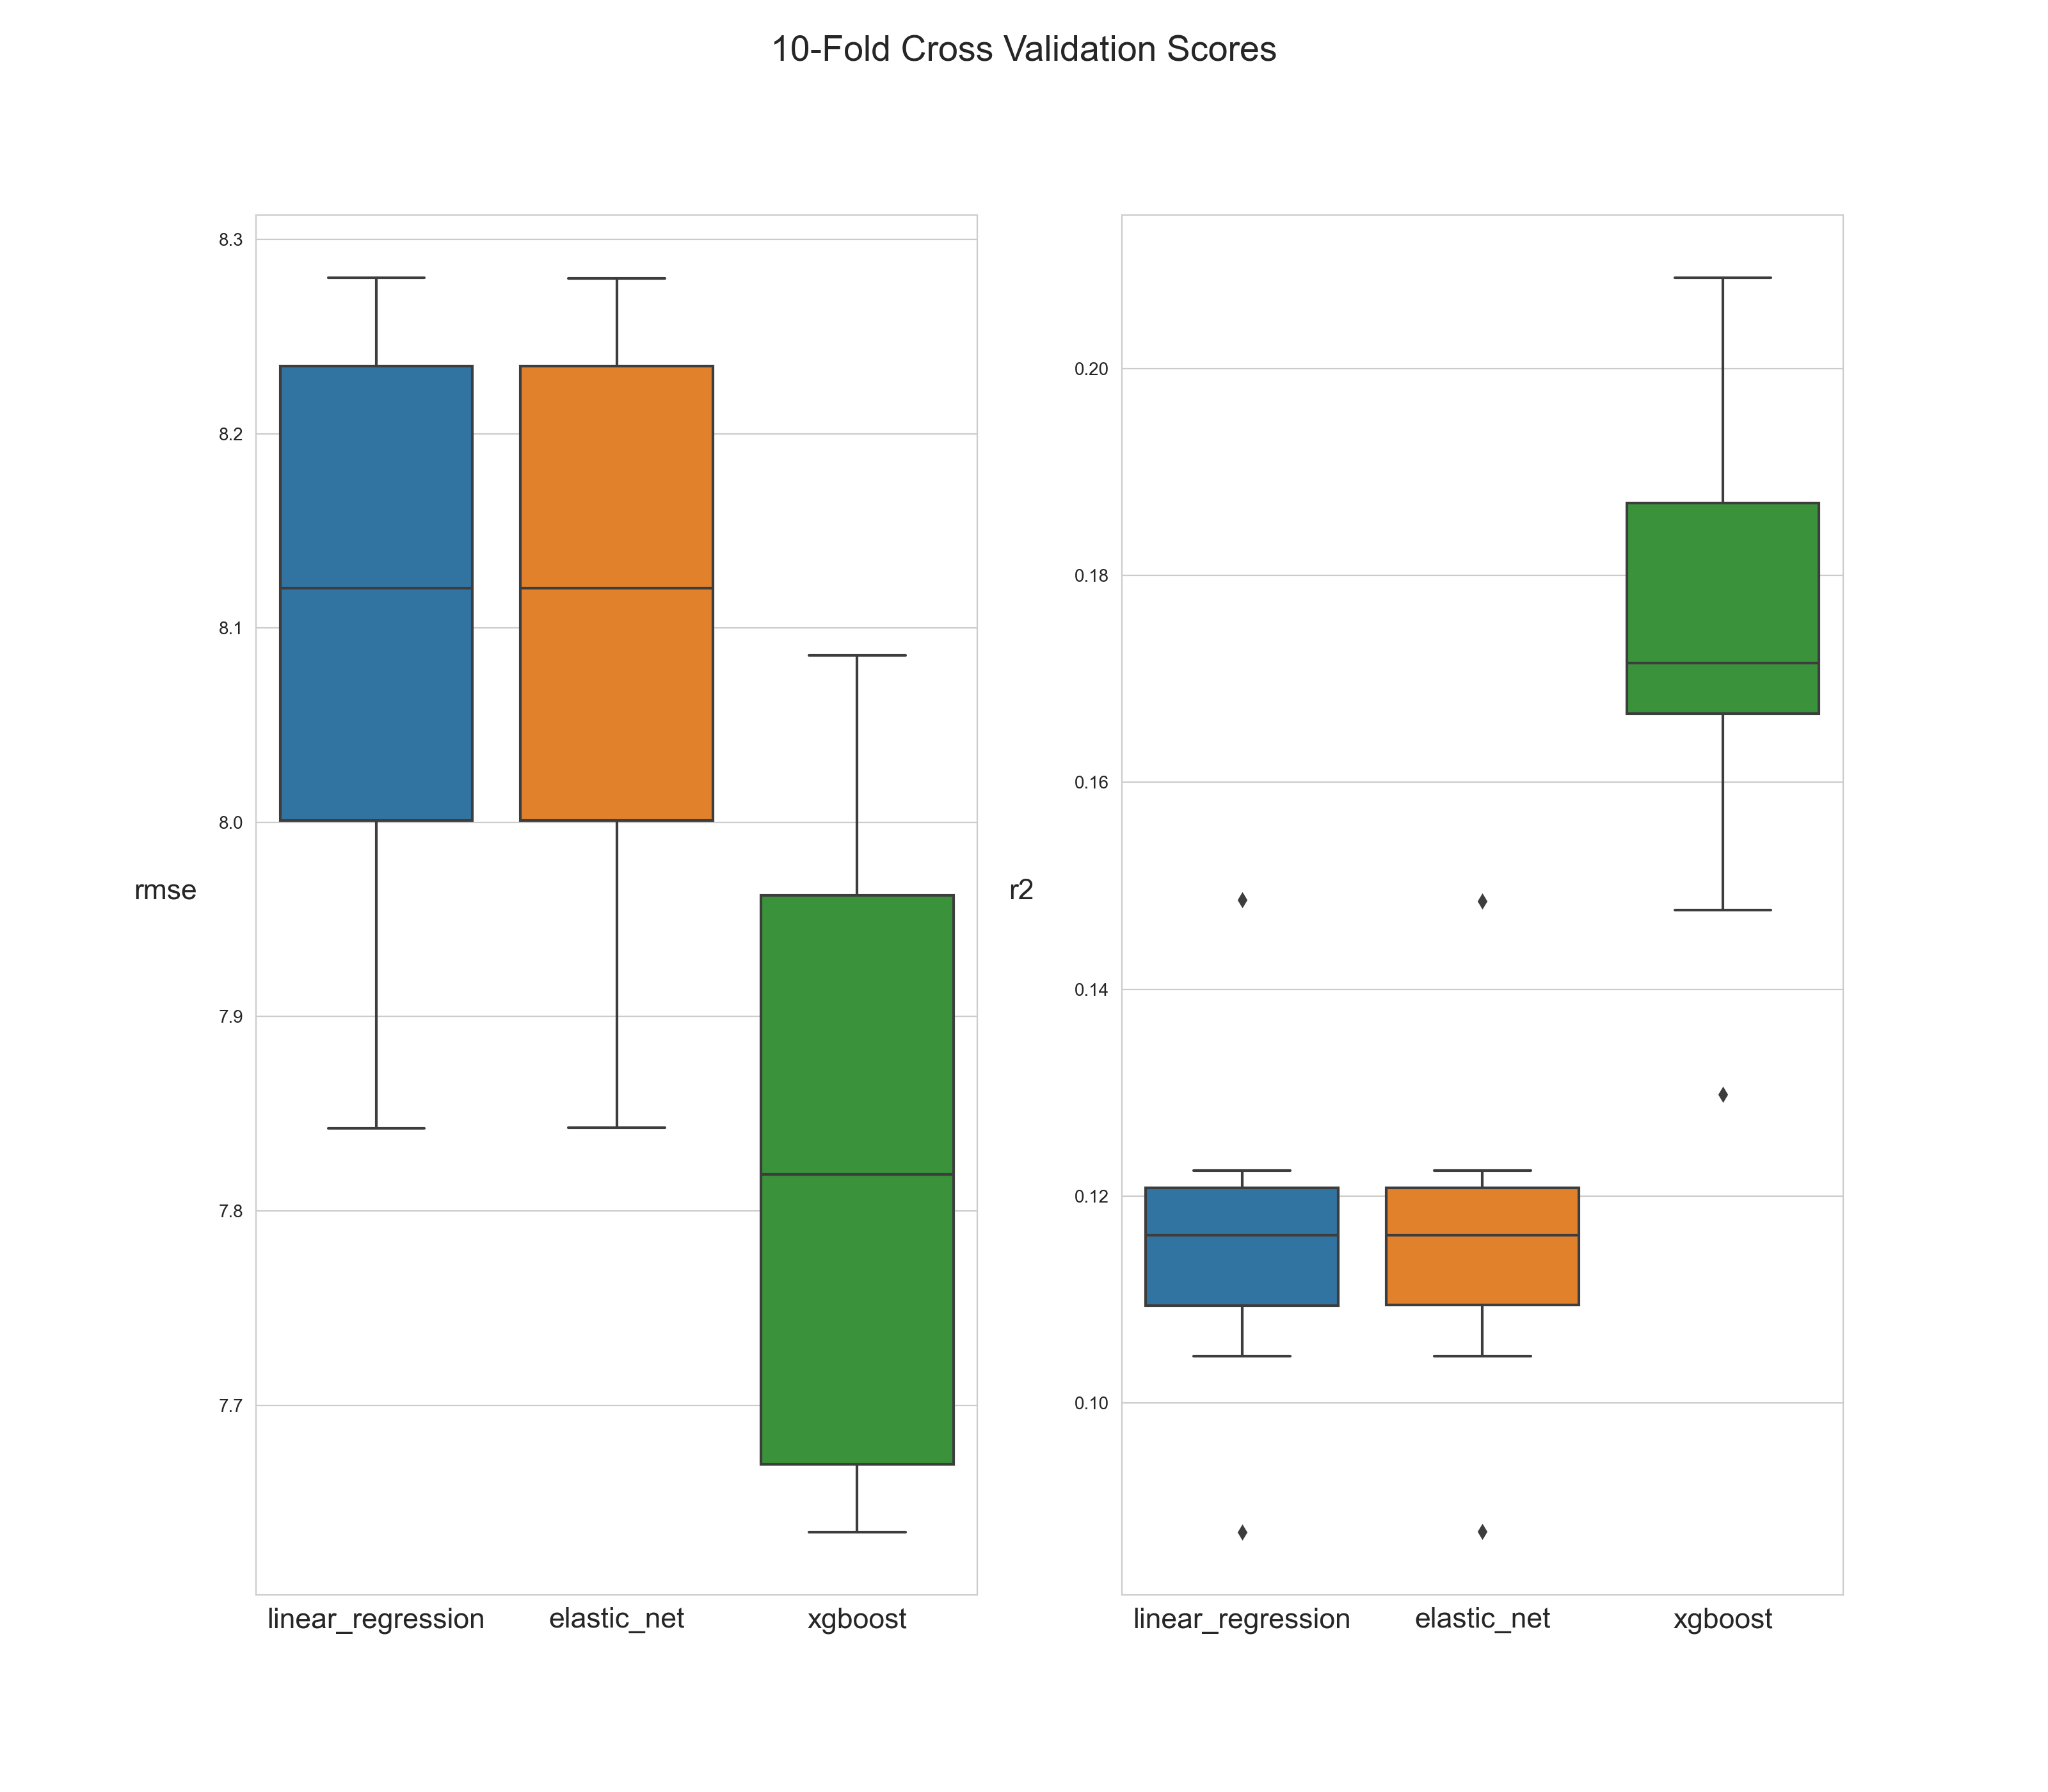 10-Fold Cross Validation Scores
rmse
8.3
8.2
8.1
8.0
7.9
7.8
7.7
linear_regression
elastic_net
xgboost
r2
0.20
0.18
0.16
0.14
0.12
0.10
linear_regression
elastic_net
xgboost